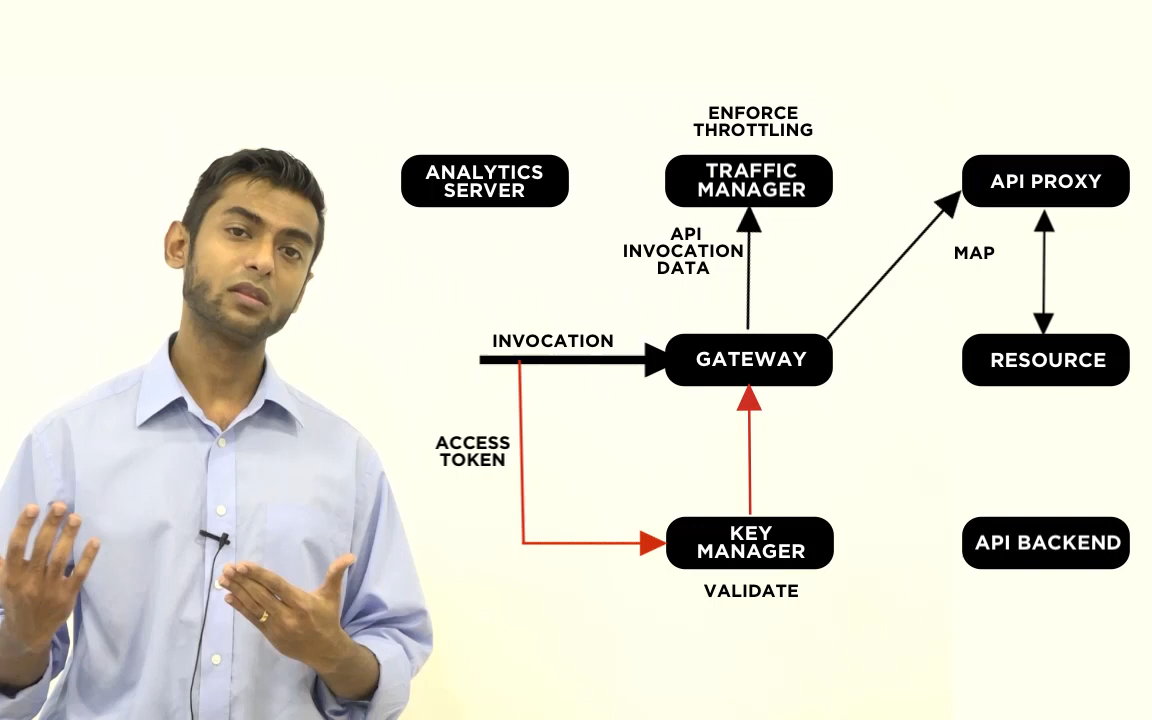 ENFORCE
THROTTLING
ANALYTICS
SERVER
TRAFFIC
MANAGER
API PROXY
API
INVOCATION
DATA
MAP
INVOCATION
GATEWAY
RESOURCE
ACCESS
TOKEN
KEY
MANAGER
API BACKEND
VALIDATE